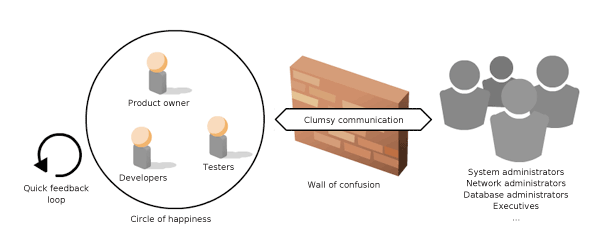 Product owner
Developers
Testers
Quick feedback
loop
Circle of happiness
Clumsy communication
Wall of confusion
System administrators
Network administrators
Database administrators
Executives
...